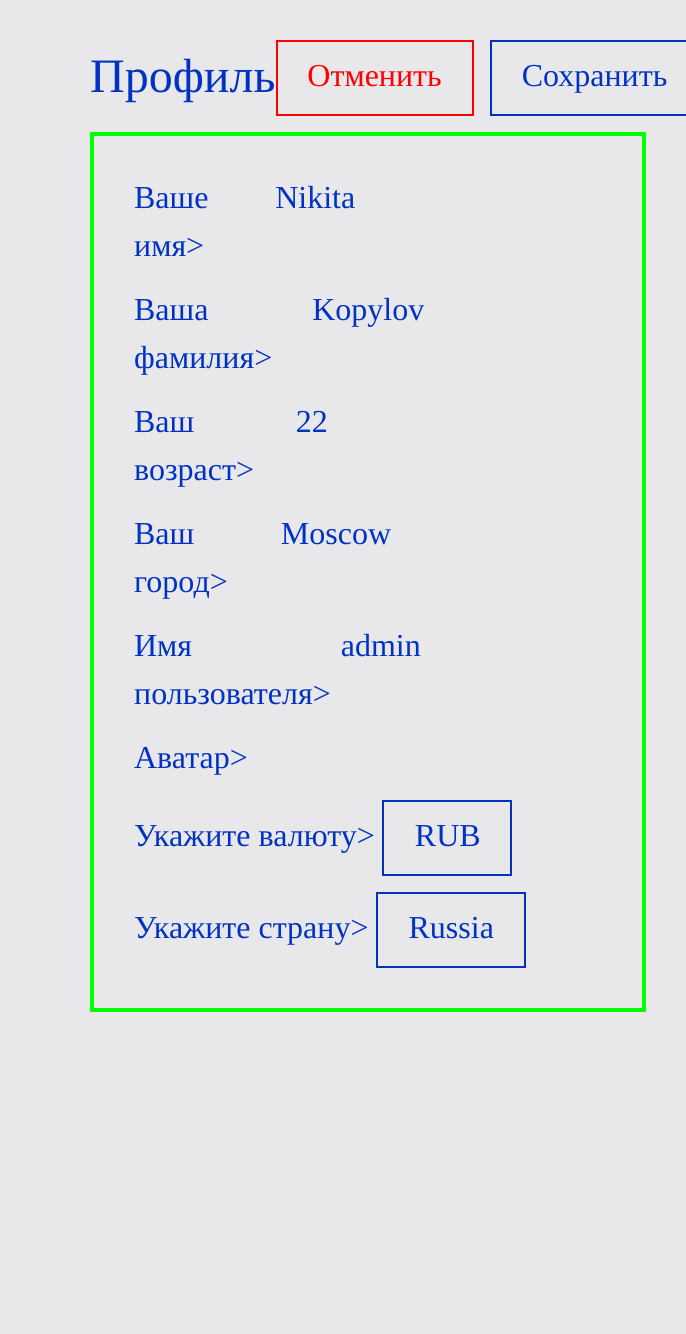 Профиль Отменить Сохранить
Ваше Nikita
имя>
Ваша Kopylov
фамилия>
Ваш 22
возраст>
Ваш Moscow
город>
Имя admin
пользователя>
Аватар>
Укажите валюту> RUB
Укажите страну> Russia